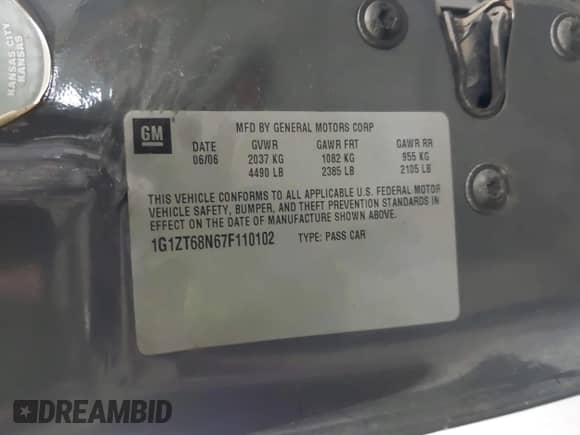 KANSAS CITY
KANSAS
GM
MFD BY GENERAL MOTORS CORP
DATE GVWR GAWR FRT GAWR RR
06/06 2037 KG 1082 KG 955 KG
4490 LB 2385 LB 2105 LB
THIS VEHICLE CONFORMS TO ALL APPLICABLE U.S. FEDERAL MOTOR
VEHICLE SAFETY, BUMPER, AND THEFT PREVENTION STANDARDS IN
EFFECT ON THE DATE OF MANUFACTURE SHOWN ABOVE.
1G1ZT68N67F110102 TYPE: PASS CAR
DREAMBID